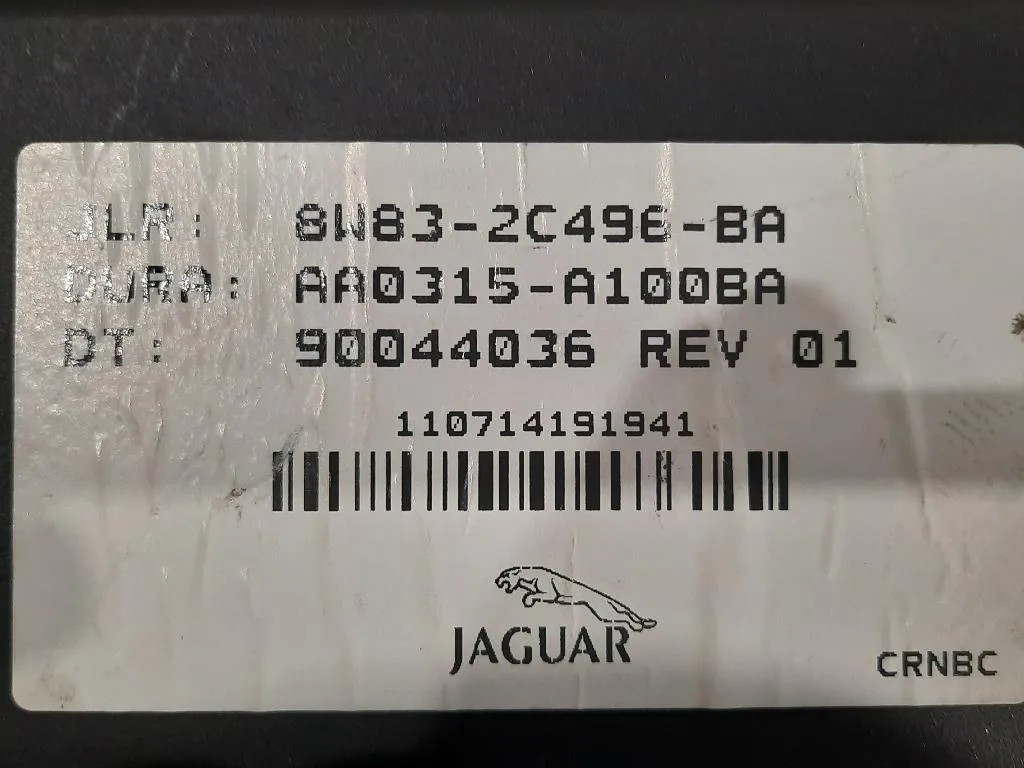 JLR: 8W83-2C496-BA
DURA: AA0315-A100BA
DT: 90044036 REV 01
110714191941
JAGUAR
CRNBC